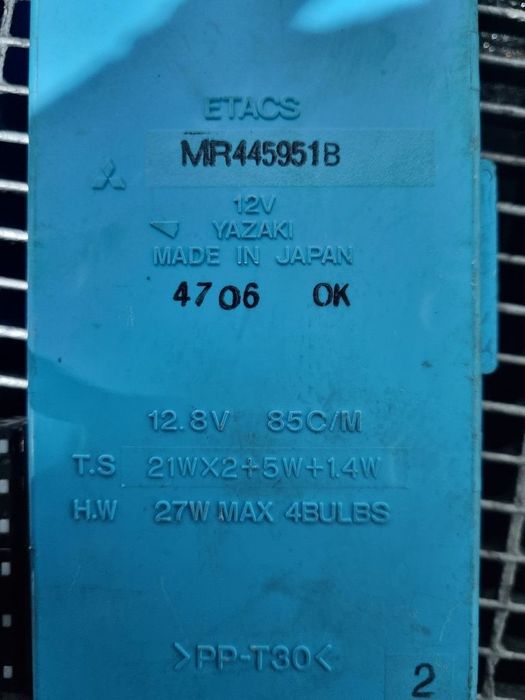 ETACS
MR445951B
12V
YAZAKI
MADE IN JAPAN
4706 OK
12.8V 85C/M
T.S 21WX2+5W+1.4W
H.W 27W MAX 4BULBS
>PP-T30<
2